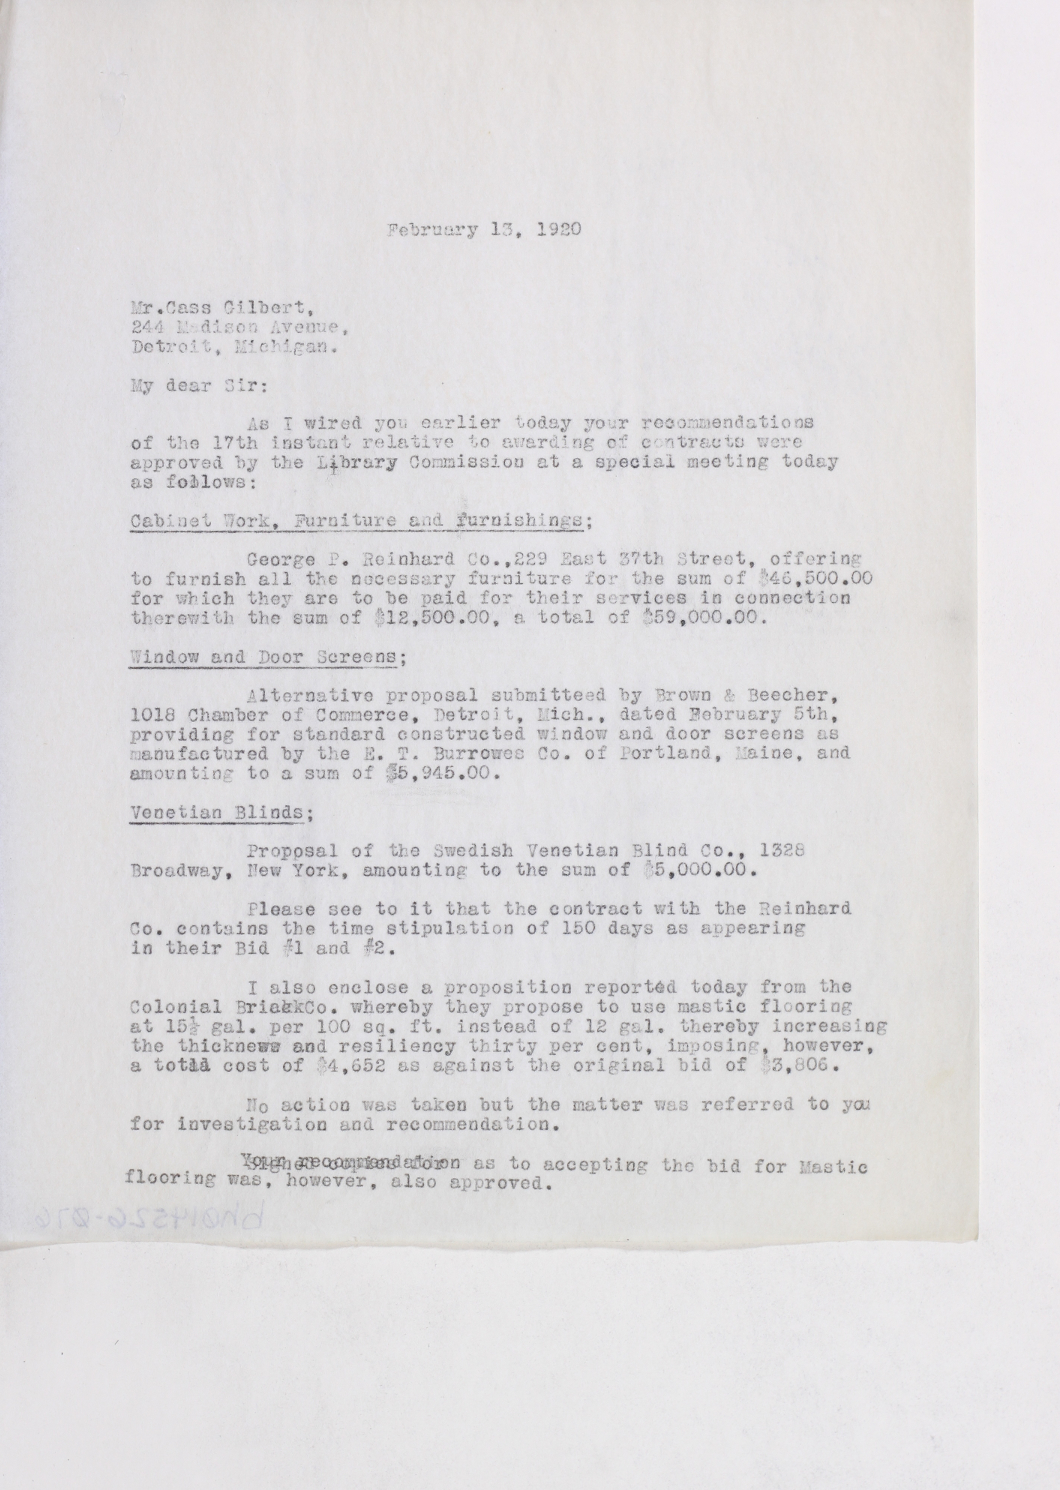 February 13, 1920
Mr.Cass Gilbert,
244 Madison Avenue,
Detroit, Michigan.
My dear Sir:
As I wired you earlier today your recommendations
of the 17th instant relative to awarding of contracts were
approved by the Library Commission at a special meeting today
as follows:
Cabinet Work, Furniture and furnishings;
George P. Reinhard Co.,229 East 37th Street, offering
to furnish all the necessary furniture for the sum of $46,500.00
for which they are to be paid for their services in connection
therewith the sum of $12,500.00, a total of $59,000.00.
Window and Door Screens;
Alternative proposal submitteed by Brown & Beecher,
1018 Chamber of Commerce, Detroit, Mich., dated February 5th,
providing for standard constructed window and door screens as
manufactured by the E. T. Burrowes Co. of Portland, Maine, and
amounting to a sum of $5,945.00.
Venetian Blinds;
Proposal of the Swedish Venetian Blind Co., 1328
Broadway, New York, amounting to the sum of $5,000.00.
Please see to it that the contract with the Reinhard
Co. contains the time stipulation of 150 days as appearing
in their Bid #1 and #2.
I also enclose a proposition reported today from the
Colonial Brick Co. whereby they propose to use mastic flooring
at 15½ gal. per 100 sq. ft. instead of 12 gal. thereby increasing
the thickness and resiliency thirty per cent, imposing, however,
a total cost of $4,652 as against the original bid of $3,806.
No action was taken but the matter was referred to you
for investigation and recommendation.
Your recommendation as to accepting the bid for Mastic
flooring was, however, also approved.